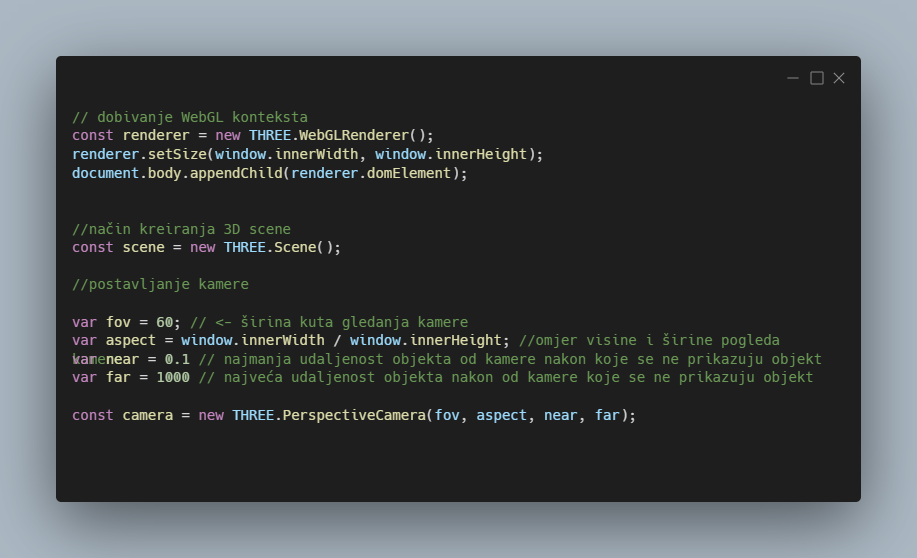 // dobivanje WebGL konteksta
const renderer = new THREE.WebGLRenderer();
renderer.setSize(window.innerWidth, window.innerHeight);
document.body.appendChild(renderer.domElement);
//način kreiranja 3D scene
const scene = new THREE.Scene();
//postavljanje kamere
var fov = 60; // <- širina kuta gledanja kamere
var aspect = window.innerWidth / window.innerHeight; //omjer visine i širine pogleda
kamere
var near = 0.1 // najmanja udaljenost objekta od kamere nakon koje se ne prikazuju objekt
var far = 1000 // najveća udaljenost objekta nakon od kamere koje se ne prikazuju objekt
const camera = new THREE.PerspectiveCamera(fov, aspect, near, far);